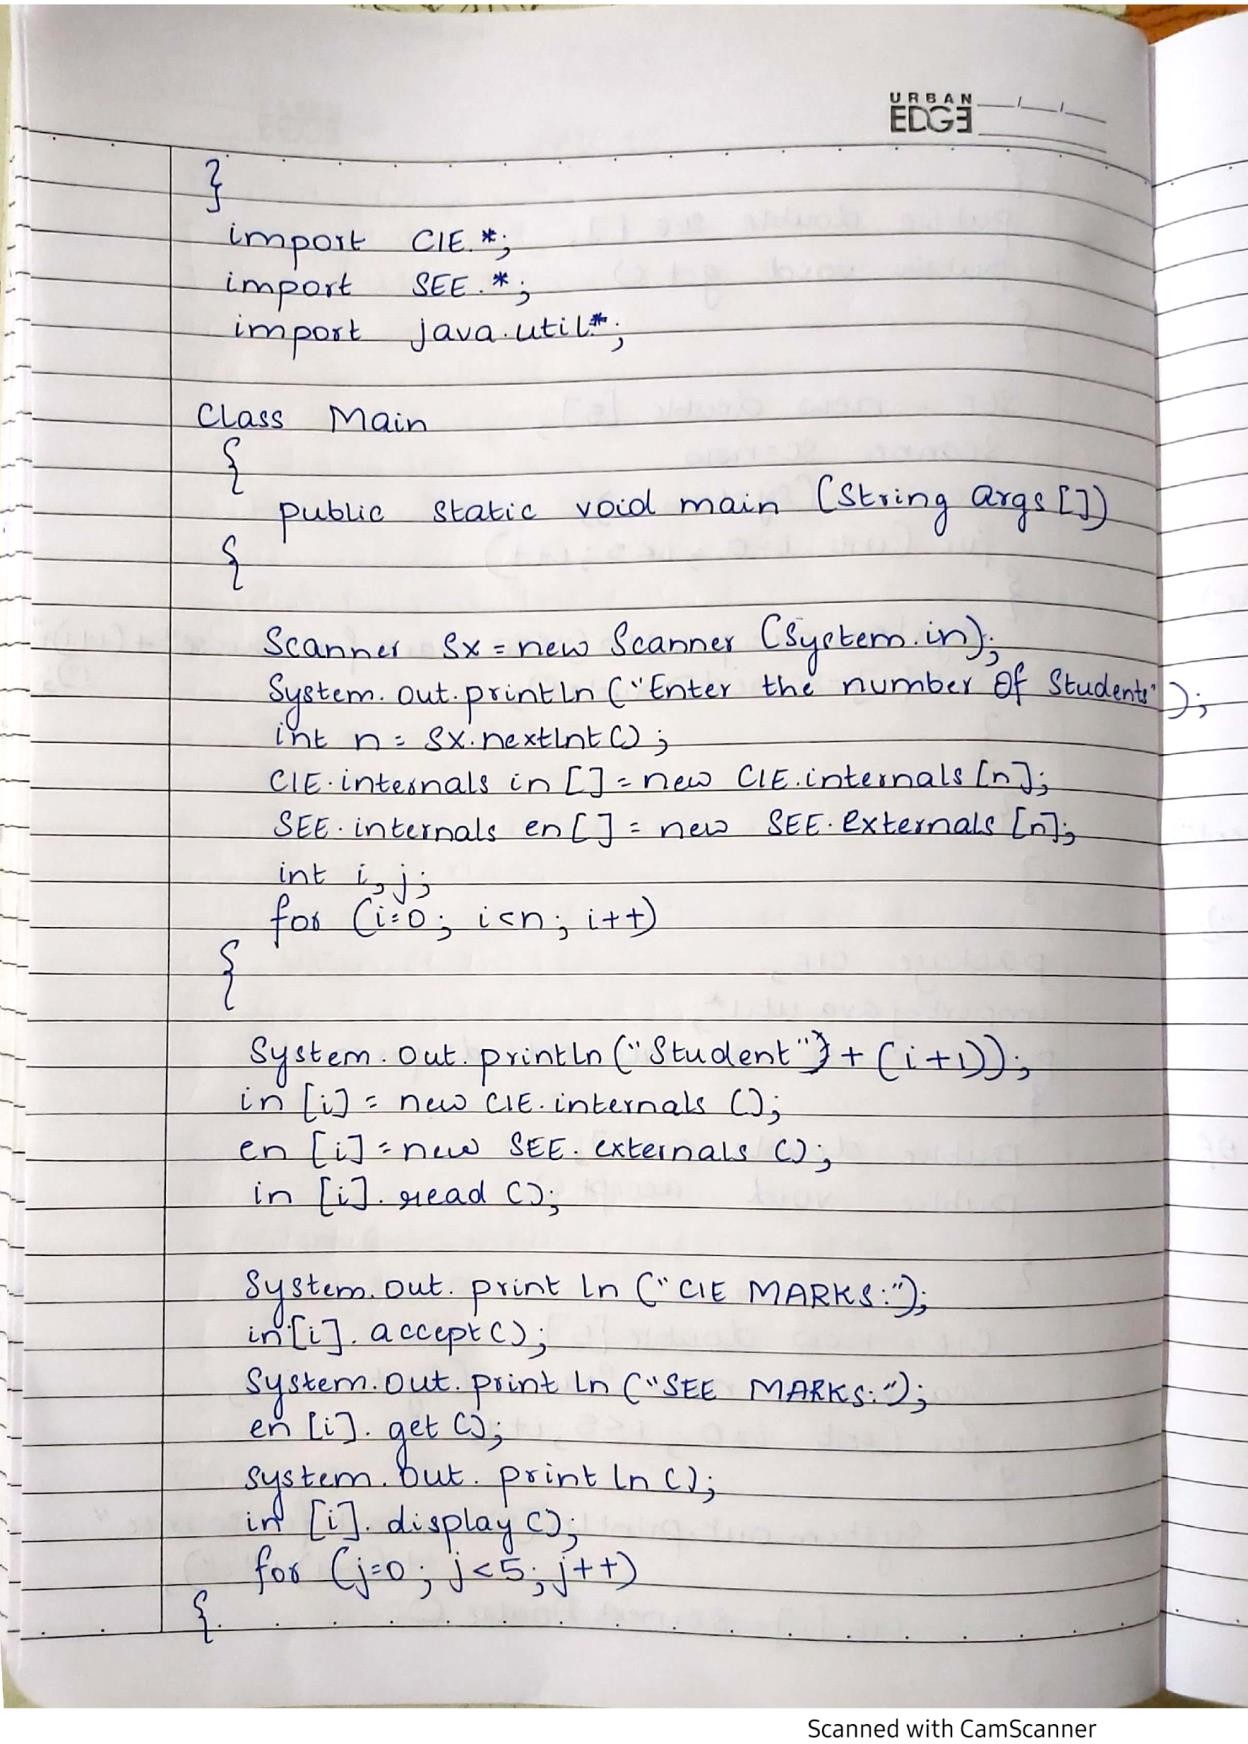 URBAN
EDGE
}
import CIE.*;
import SEE.*;
import java.util*;
Class Main
{
public static void main (String args[])
{
Scanner Sx = new Scanner (System.in);
System.out.println ("Enter the number of Students");
int n = Sx.nextInt();
CIE.internals in [] = new CIE.internals [n];
SEE.internals en[] = new SEE.Externals [n];
int i, j;
for (i=0; i<n; i++)
{
System.out.println ("Student") + (i+1));
in [i] = new CIE.internals ();
en [i] = new SEE.externals ();
in [i].read ();
System.out.print ln ("CIE MARKS:");
in[i].accept();
System.out.print ln ("SEE MARKS:");
en [i].get ();
System.out.print ln ();
in [i].display ();
for (j=0; j<5; j++)
{
Scanned with CamScanner